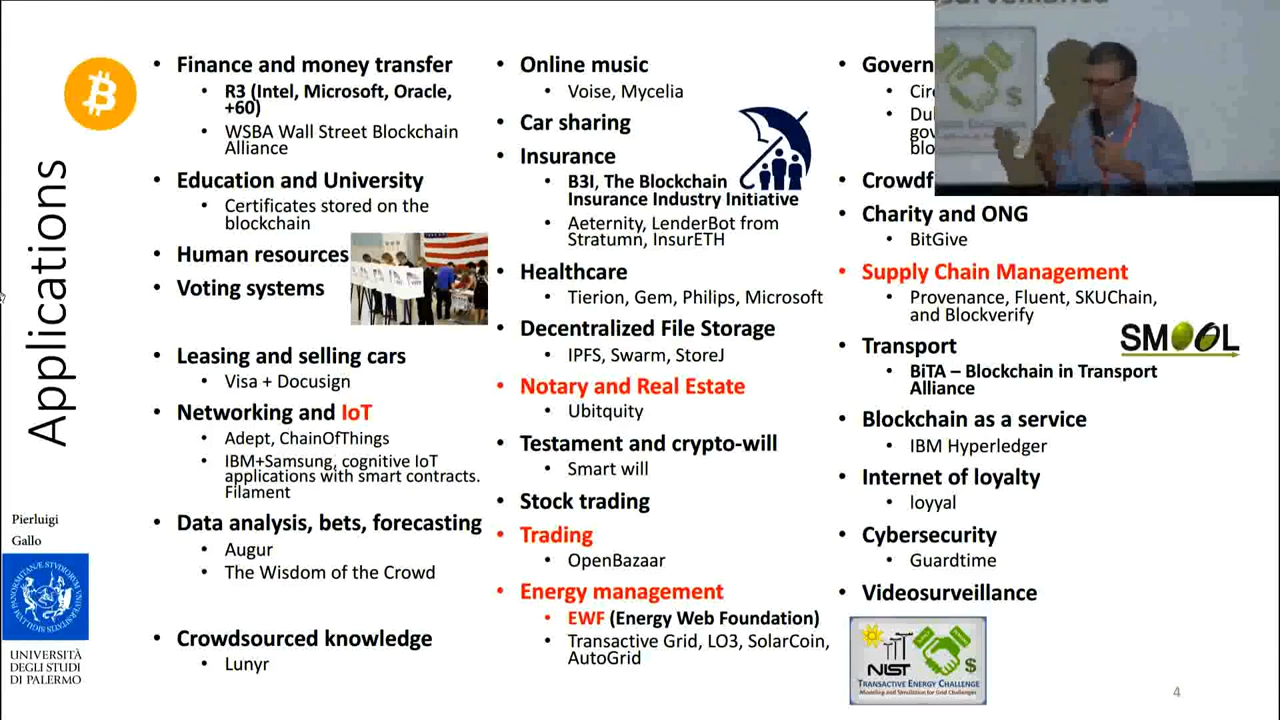 Applications
Pierluigi
Gallo
UNIVERSITÀ
DEGLI STUDI
DI PALERMO
• Finance and money transfer
• R3 (Intel, Microsoft, Oracle,
+60)
• WSBA Wall Street Blockchain
Alliance
• Education and University
• Certificates stored on the
blockchain
• Human resources
• Voting systems
• Leasing and selling cars
• Visa + Docusign
• Networking and IoT
• Adept, ChainOfThings
• IBM+Samsung, cognitive IoT
applications with smart contracts.
Filament
• Data analysis, bets, forecasting
• Augur
• The Wisdom of the Crowd
• Crowdsourced knowledge
• Lunyr
• Online music
• Voise, Mycelia
• Car sharing
• Insurance
• B3I, The Blockchain
Insurance Industry Initiative
• Aeternity, LenderBot from
Stratumn, InsurETH
• Healthcare
• Tierion, Gem, Philips, Microsoft
• Decentralized File Storage
• IPFS, Swarm, StoreJ
• Notary and Real Estate
• Ubitquity
• Testament and crypto-will
• Smart will
• Stock trading
• Trading
• OpenBazaar
• Energy management
• EWF (Energy Web Foundation)
• Transactive Grid, LO3, SolarCoin,
AutoGrid
• Govern
• Circ
• Du
gov
blo
• Crowdf
• Charity and ONG
• BitGive
• Supply Chain Management
• Provenance, Fluent, SKUChain,
and Blockverify
SMOOL
• Transport
• BiTA – Blockchain in Transport
Alliance
• Blockchain as a service
• IBM Hyperledger
• Internet of loyalty
• loyyal
• Cybersecurity
• Guardtime
• Videosurveillance
NIST
$
TRANSACTIVE ENERGY CHALLENGE
Modeling and Simulation for Grid Challenges
4